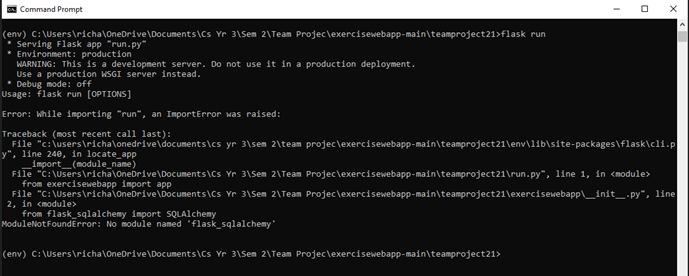 Command Prompt
(env) C:\Users\richa\OneDrive\Documents\Cs Yr 3\Sem 2\Team Projec\exercisewebapp-main\teamproject21>flask run
 * Serving Flask app "run.py"
 * Environment: production
   WARNING: This is a development server. Do not use it in a production deployment.
   Use a production WSGI server instead.
 * Debug mode: off
Usage: flask run [OPTIONS]
Error: While importing "run", an ImportError was raised:
Traceback (most recent call last):
  File "c:\users\richa\onedrive\documents\cs yr 3\sem 2\team projec\exercisewebapp-main\teamproject21\env\lib\site-packages\flask\cli.p
y", line 240, in locate_app
    __import__(module_name)
  File "C:\Users\richa\OneDrive\Documents\Cs Yr 3\Sem 2\Team Projec\exercisewebapp-main\teamproject21\run.py", line 1, in <module>
    from exercisewebapp import app
  File "C:\Users\richa\OneDrive\Documents\Cs Yr 3\Sem 2\Team Projec\exercisewebapp-main\teamproject21\exercisewebapp\__init__.py", line
2, in <module>
    from flask_sqlalchemy import SQLAlchemy
ModuleNotFoundError: No module named 'flask_sqlalchemy'
(env) C:\Users\richa\OneDrive\Documents\Cs Yr 3\Sem 2\Team Projec\exercisewebapp-main\teamproject21>